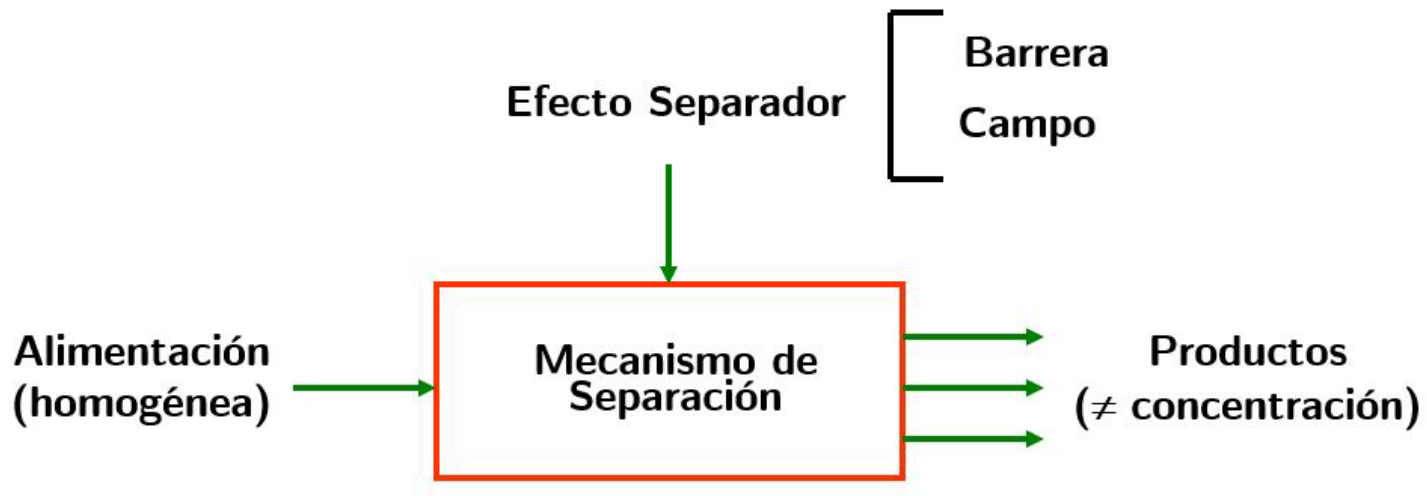 Barrera
Efecto Separador
Campo
Alimentación
(homogénea)
Mecanismo de
Separación
Productos
(≠ concentración)